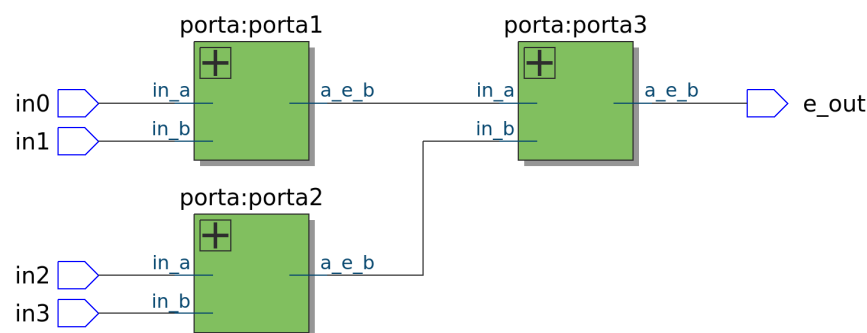 porta:porta1
porta:porta3
in_a
a_e_b
in_a
a_e_b
in0
e_out
in_b
in_b
in1
porta:porta2
in_a
a_e_b
in2
in_b
in3